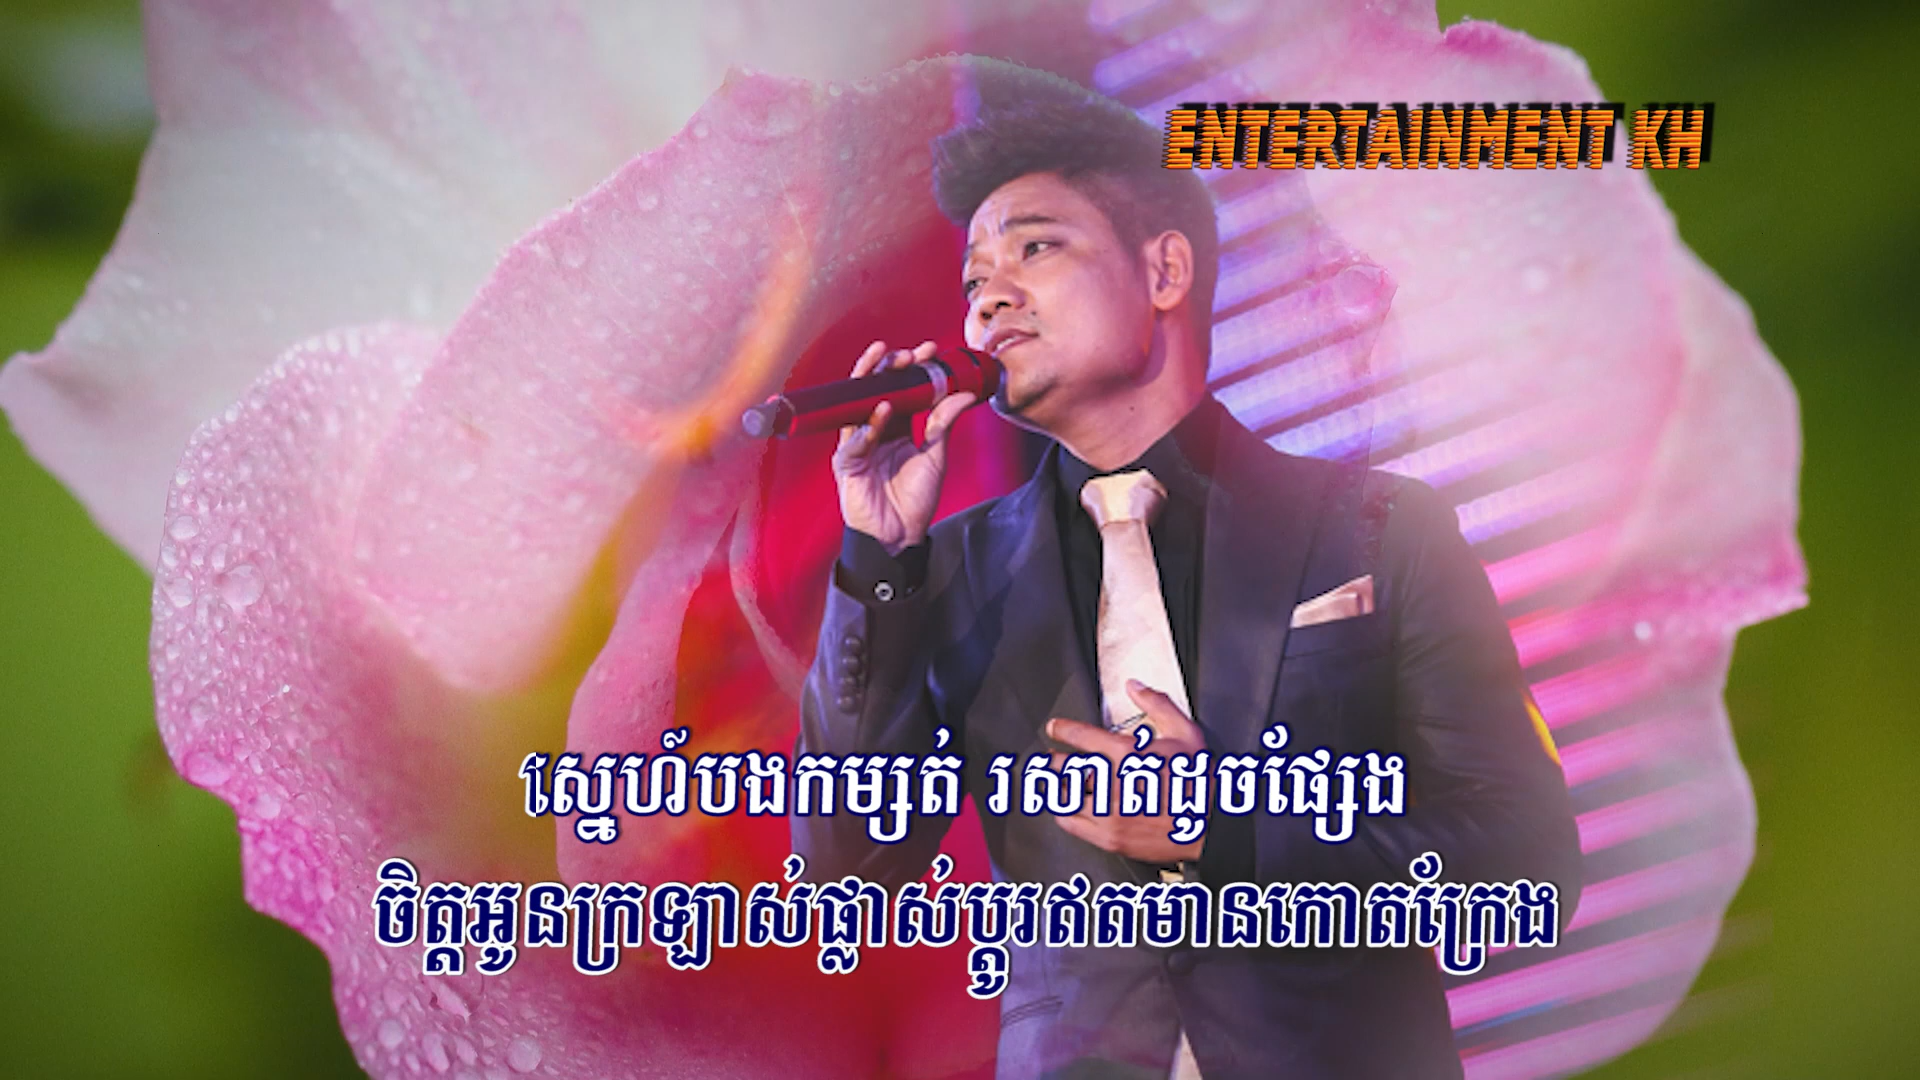 ENTERTAINMENT KH
ស្នេហ៍បងកម្សត់ រសាត់ដូចផ្សែង
ចិត្តអូនក្រឡាស់ផ្លាស់ប្ដូរឥតមានកោតក្រែង